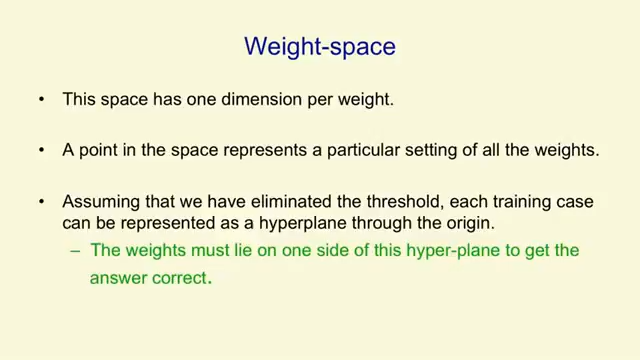 Weight-space
• This space has one dimension per weight.
• A point in the space represents a particular setting of all the weights.
• Assuming that we have eliminated the threshold, each training case
can be represented as a hyperplane through the origin.
– The weights must lie on one side of this hyper-plane to get the
answer correct.